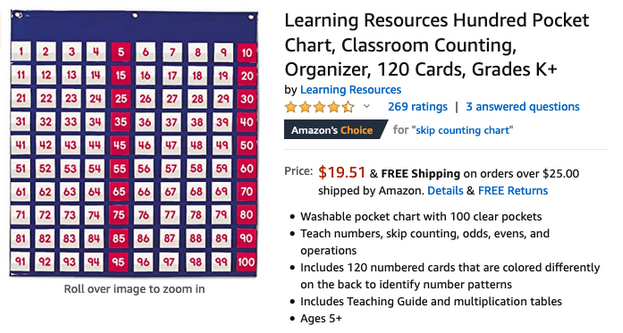 1 2 3 4 5 6 7 8 9 10
11 12 13 14 15 16 17 18 19 20
21 22 23 24 25 26 27 28 29 30
31 32 33 34 35 36 37 38 39 40
41 42 43 44 45 46 47 48 49 50
51 52 53 54 55 56 57 58 59 60
61 62 63 64 65 66 67 68 69 70
71 72 73 74 75 76 77 78 79 80
81 82 83 84 85 86 87 88 89 90
91 92 93 94 95 96 97 98 99 100
Roll over image to zoom in
Learning Resources Hundred Pocket
Chart, Classroom Counting,
Organizer, 120 Cards, Grades K+
by Learning Resources
269 ratings | 3 answered questions
Amazon's Choice for "skip counting chart"
Price: $19.51 & FREE Shipping on orders over $25.00
shipped by Amazon. Details & FREE Returns
• Washable pocket chart with 100 clear pockets
• Teach numbers, skip counting, odds, evens, and
operations
• Includes 120 numbered cards that are colored differently
on the back to identify number patterns
• Includes Teaching Guide and multiplication tables
• Ages 5+